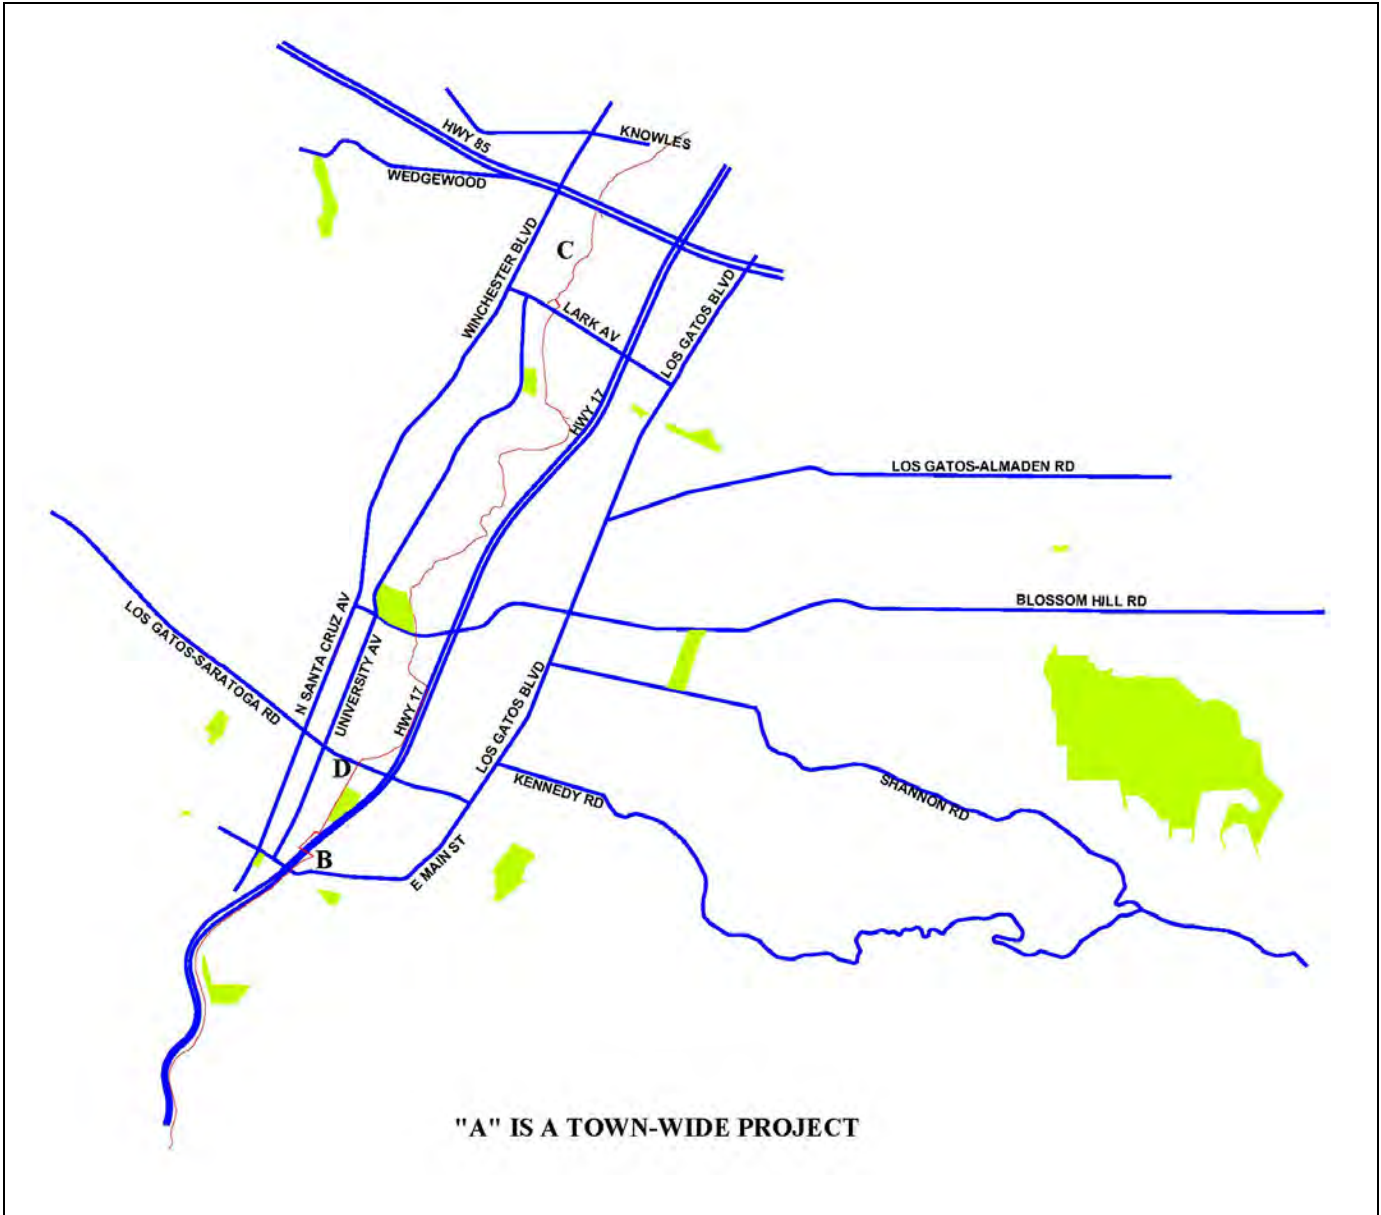 HWY 85
KNOWLES
WEDGEWOOD
C
WINCHESTER BLVD
LARK AV
LOS GATOS BLVD
HWY 17
LOS GATOS-ALMADEN RD
BLOSSOM HILL RD
LOS GATOS-SARATOGA RD
N SANTA CRUZ AV
UNIVERSITY AV
HWY 17
LOS GATOS BLVD
D
KENNEDY RD
SHANNON RD
B
E MAIN ST
"A" IS A TOWN-WIDE PROJECT